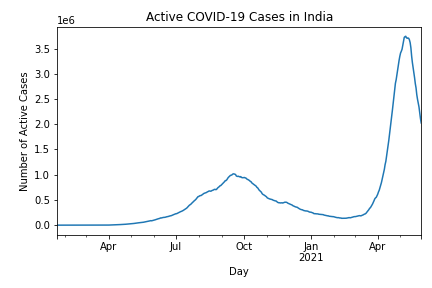 Active COVID-19 Cases in India
1e6
3.5
3.0
2.5
2.0
1.5
1.0
0.5
0.0
Number of Active Cases
Apr
Jul
Oct
Jan
2021
Apr
Day